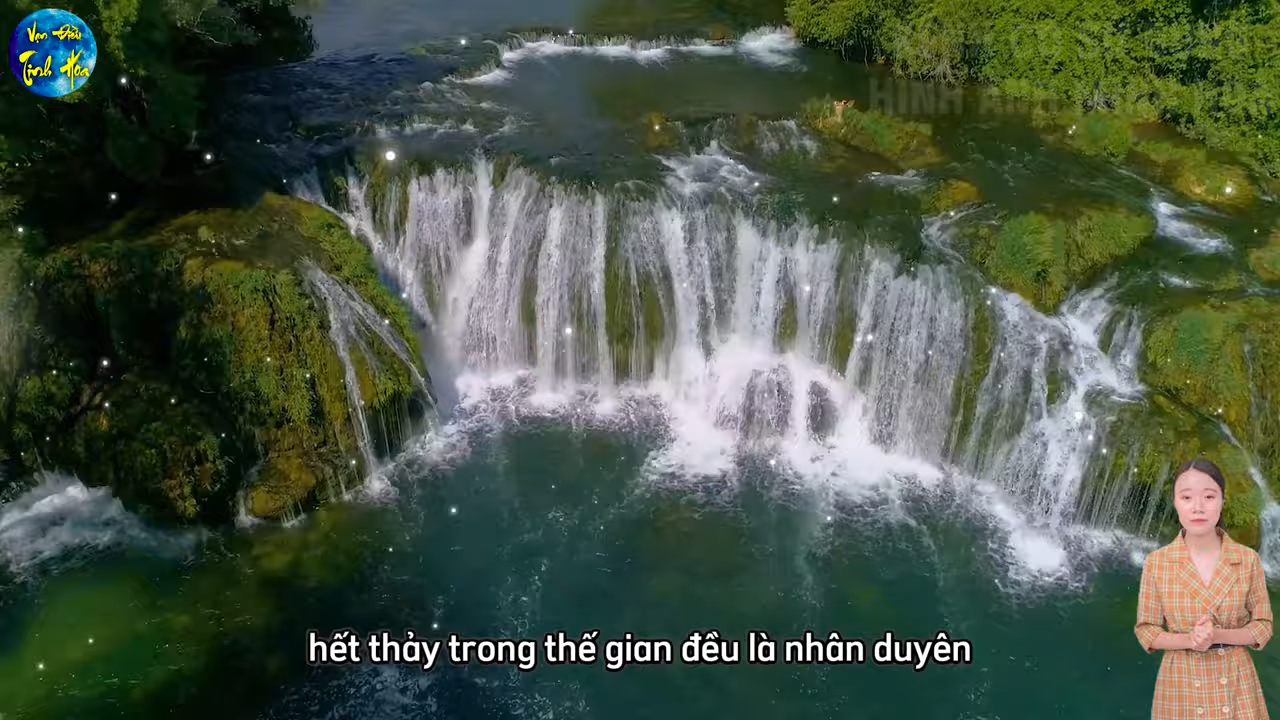 Vạn Điều
Tinh Hoa
hết thảy trong thế gian đều là nhân duyên